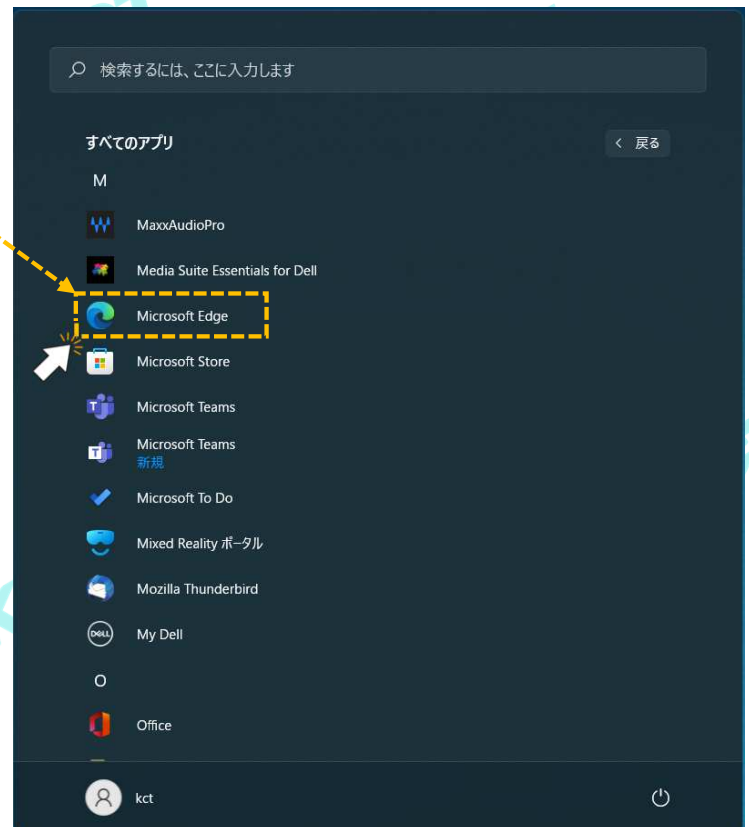 検索するには、ここに入力します
すべてのアプリ
戻る
M
MaxxAudioPro
Media Suite Essentials for Dell
Microsoft Edge
Microsoft Store
Microsoft Teams
Microsoft Teams
新規
Microsoft To Do
Mixed Reality ポータル
Mozilla Thunderbird
DELL
My Dell
O
Office
kct